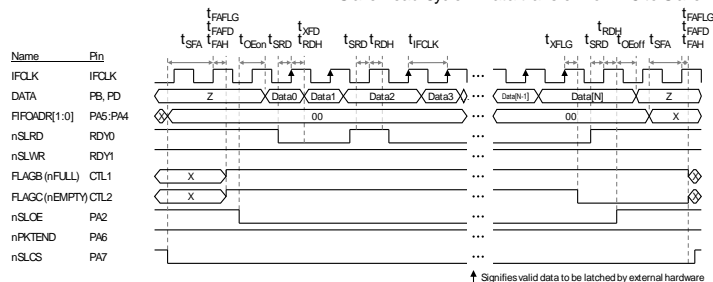 tFAFLG tFAFLG
tFAFD tXFD tRDH tFAFD
tSFA tFAH tOEon tSRD tRDH tSRD tRDH tIFCLK tXFLG tSRD tOEoff tSFA tFAH
Name Pin
IFCLK IFCLK
DATA PB, PD Z Data0 Data1 Data2 Data3 ... Data[N-1] Data[N] Z
FIFOADR[1:0] PA5:PA4 X 00 ... 00 X
nSLRD RDY0 ...
nSLWR RDY1 ...
FLAGB (nFULL) CTL1 X ... X
FLAGC (nEMPTY) CTL2 X ... X
nSLOE PA2 ...
nPKTEND PA6 ...
nSLCS PA7 ...
Signifies valid data to be latched by external hardware